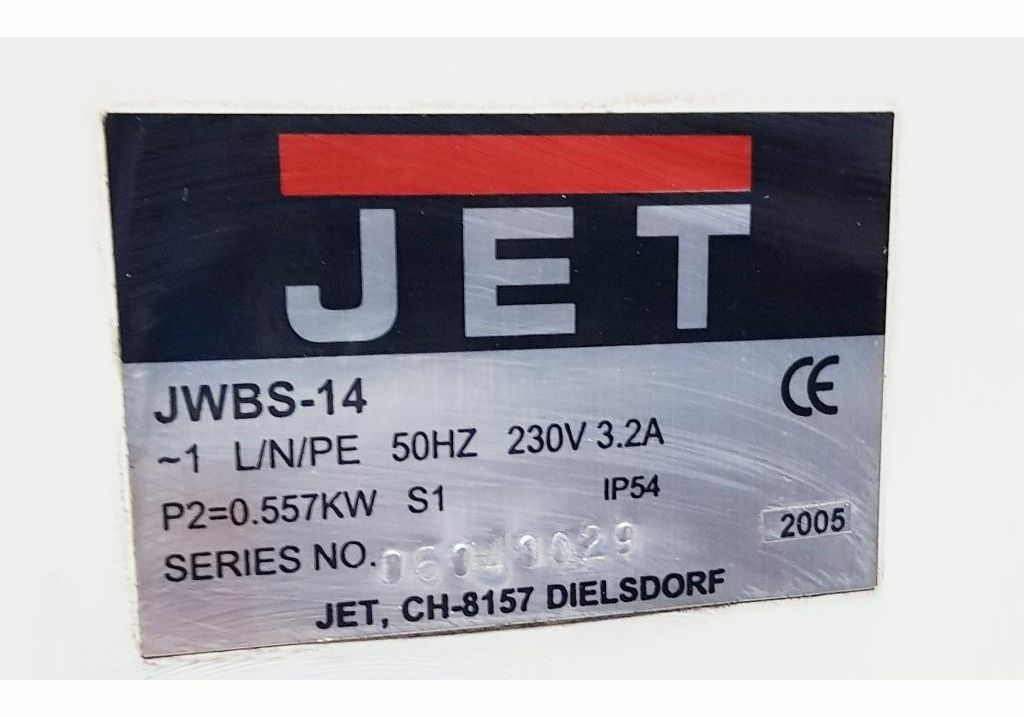 JET
JWBS-14
CE
~1 L/N/PE 50HZ 230V 3.2A
P2=0.557KW S1 IP54
2005
SERIES NO.
JET, CH-8157 DIELSDORF